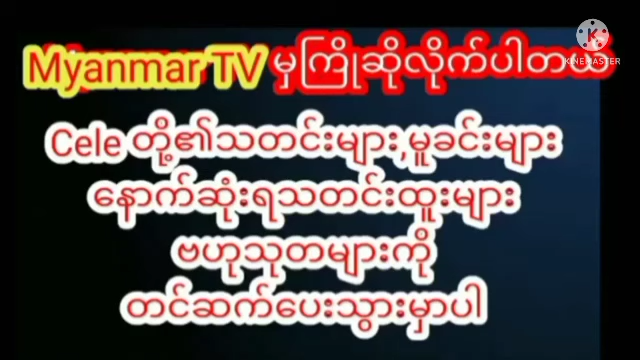 Myanmar TV မှကြိုဆိုလိုက်ပါတယ်
KINEMASTER
Cele တို့၏သတင်းများ,မူခင်းများ
နောက်ဆုံးရသတင်းထူးများ
ဗဟုသုတများကို
တင်ဆက်ပေးသွားမှာပါ